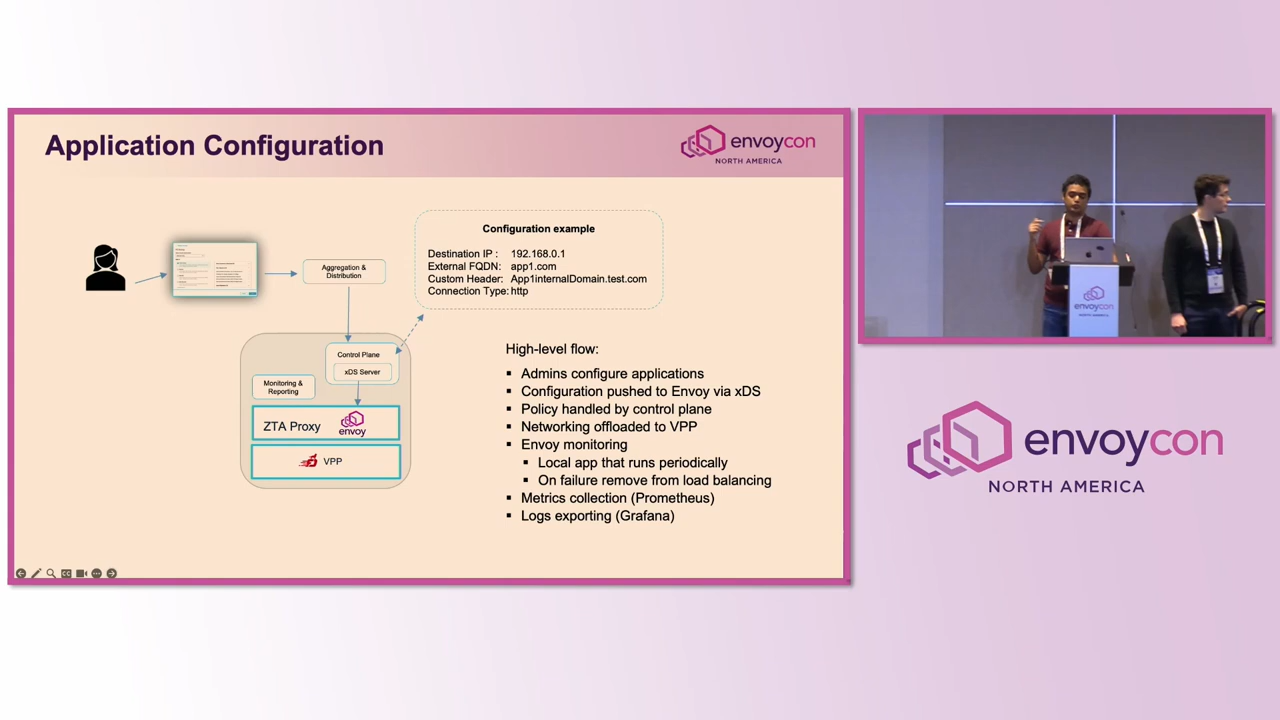 Application Configuration
envoycon
NORTH AMERICA
Configuration example
Destination IP : 192.168.0.1
External FQDN: app1.com
Custom Header: App1internalDomain.test.com
Connection Type: http
Aggregation &
Distribution
Control Plane
xDS Server
Monitoring &
Reporting
ZTA Proxy
envoy
VPP
High-level flow:
▪ Admins configure applications
▪ Configuration pushed to Envoy via xDS
▪ Policy handled by control plane
▪ Networking offloaded to VPP
▪ Envoy monitoring
▪ Local app that runs periodically
▪ On failure remove from load balancing
▪ Metrics collection (Prometheus)
▪ Logs exporting (Grafana)
envoycon
NORTH AMERICA
envoycon
NORTH AMERICA